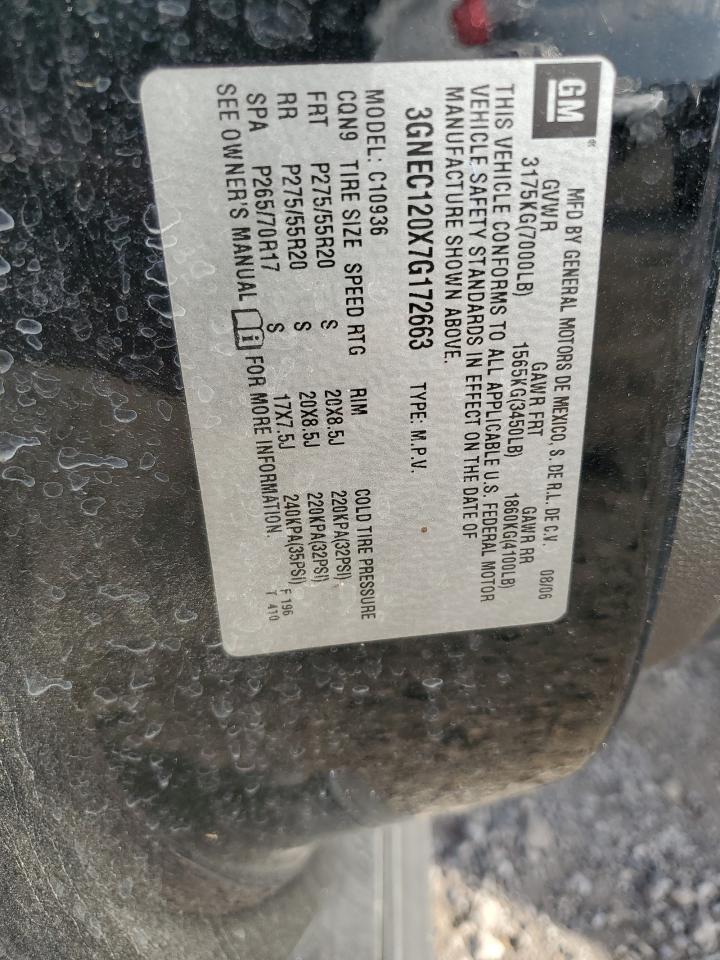 GM
MFD BY GENERAL MOTORS DE MEXICO, S. DE R.L. DE C.V. 08/06
GVWR GAWR FRT GAWR RR
3175KG(7000LB) 1565KG(3450LB) 1860KG(4100LB)
THIS VEHICLE CONFORMS TO ALL APPLICABLE U.S. FEDERAL MOTOR
VEHICLE SAFETY STANDARDS IN EFFECT ON THE DATE OF
MANUFACTURE SHOWN ABOVE.
3GNEC120X7G172663 TYPE: M.P.V.
MODEL: C10936
CQN9 TIRE SIZE SPEED RTG RIM COLD TIRE PRESSURE
FRT P275/55R20 S 20X8.5J 220KPA(32PSI)
RR P275/55R20 S 20X8.5J 220KPA(32PSI)
SPA P265/70R17 S 17X7.5J 240KPA(35PSI)
SEE OWNER'S MANUAL FOR MORE INFORMATION.
F 196
T 410